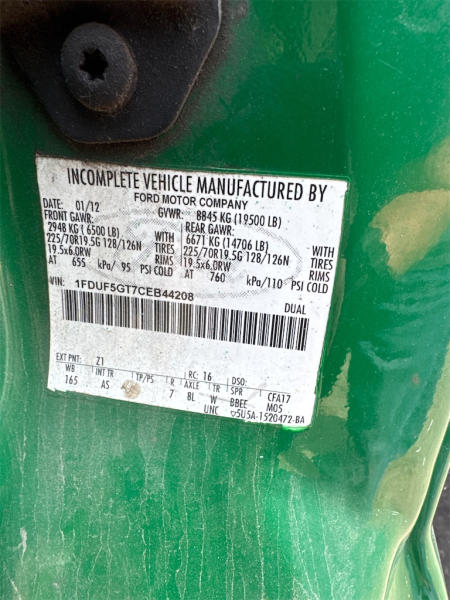 INCOMPLETE VEHICLE MANUFACTURED BY
FORD MOTOR COMPANY
DATE: 01/12 GVWR: 8845 KG (19500 LB)
FRONT GAWR: REAR GAWR:
2948 KG ( 6500 LB) WITH 6671 KG (14706 LB) WITH
225/70R19.5G 128/126N TIRES 225/70R19.5G 128/126N TIRES
19.5x6.0RW RIMS 19.5x6.0RW RIMS
AT 655 kPa/ 95 PSI COLD AT 760 kPa/110 PSI COLD
VIN: 1FDUF5GT7CEB44208 DUAL
EXT PNT: Z1 RC: 16 DSO:
WB INT TR TP/PS R AXLE TR SPR CFA17
165 AS 7 8L W BBEE M05
UNC 5U5A-1520472-BA